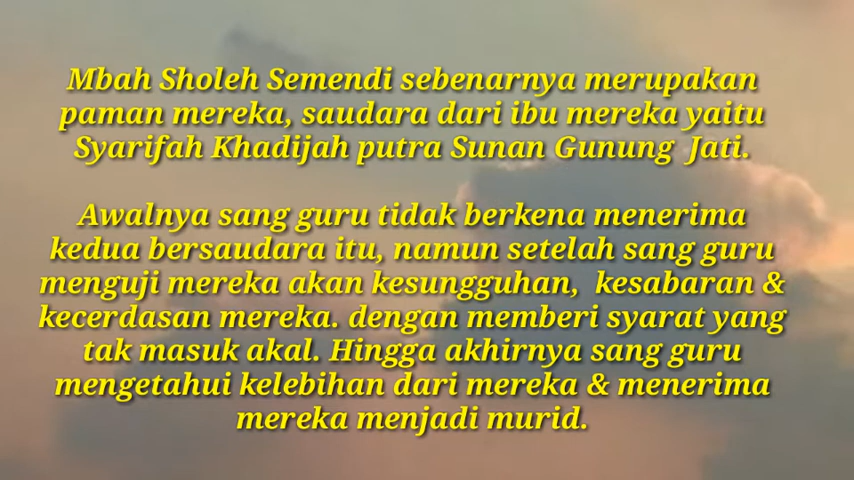 Mbah Sholeh Semendi sebenarnya merupakan
paman mereka, saudara dari ibu mereka yaitu
Syarifah Khadijah putra Sunan Gunung  Jati.
Awalnya sang guru tidak berkena menerima
kedua bersaudara itu, namun setelah sang guru
menguji mereka akan kesungguhan,  kesabaran &
kecerdasan mereka. dengan memberi syarat yang
tak masuk akal. Hingga akhirnya sang guru
mengetahui kelebihan dari mereka & menerima
mereka menjadi murid.